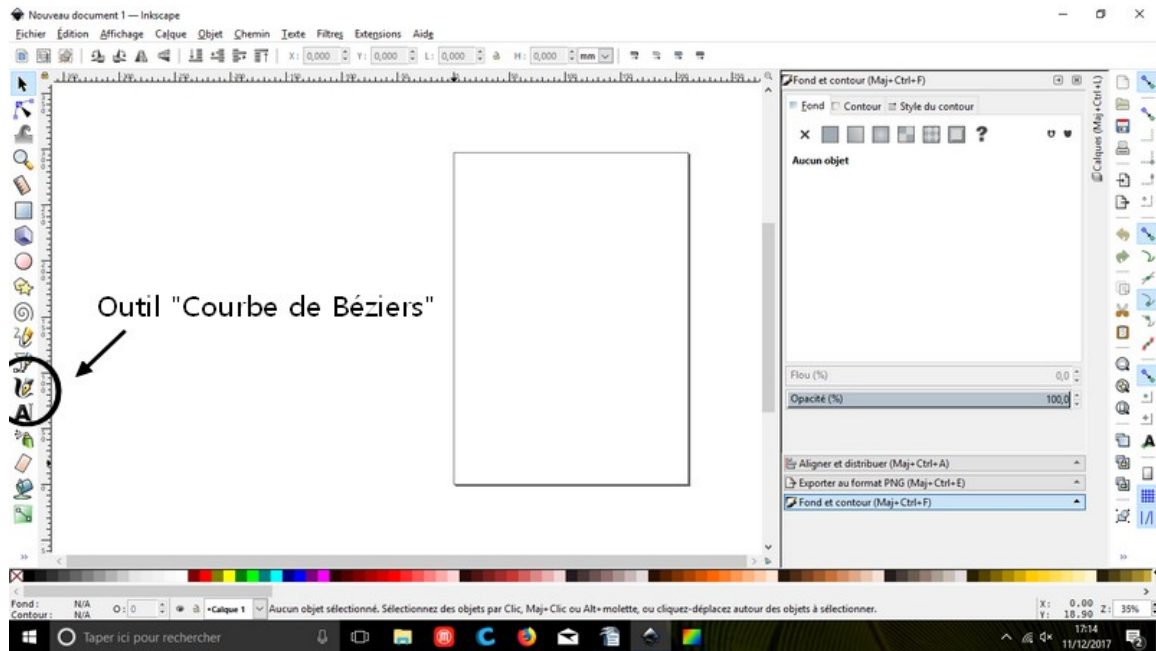 Nouveau document 1 — Inkscape
Fichier Édition Affichage Calque Objet Chemin Texte Filtres Extensions Aide
X: 0,000 Y: 0,000 L: 0,000 H: 0,000 mm
Fond et contour (Maj+Ctrl+F)
Calques (Maj+Ctrl+L)
Fond Contour Style du contour
?
Aucun objet
Outil "Courbe de Béziers"
Flou (%) 0,0
Opacité (%) 100,0
Aligner et distribuer (Maj+Ctrl+A)
Exporter au format PNG (Maj+Ctrl+E)
Fond et contour (Maj+Ctrl+F)
Fond: N/A
Contour: N/A
O: 0
•Calque 1
Aucun objet sélectionné. Sélectionnez des objets par Clic, Maj+Clic ou Alt+molette, ou cliquez-déplacez autour des objets à sélectionner.
X: 0.00
Y: 18.90
Z: 35%
Taper ici pour rechercher
17:14
11/12/2017